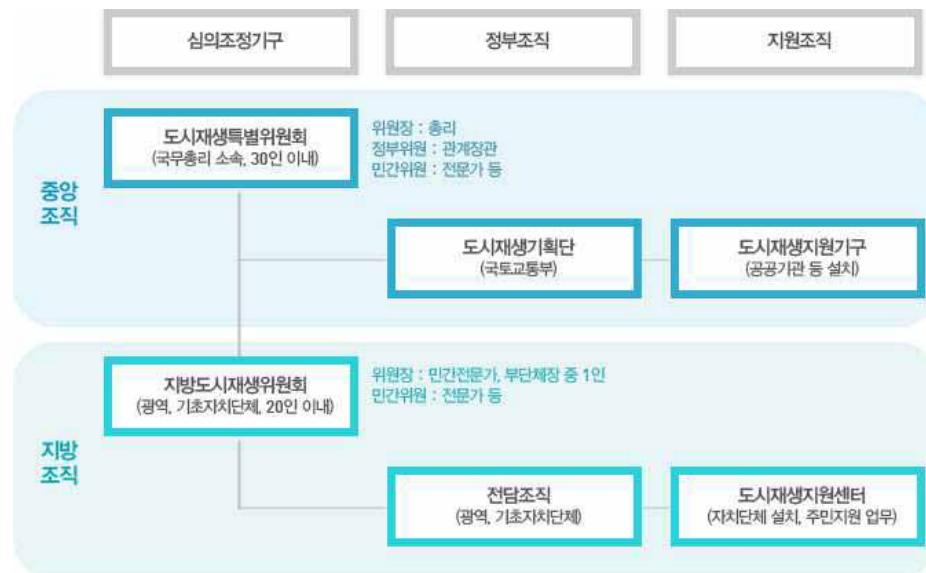 심의조정기구
정부조직
지원조직
중앙
조직
도시재생특별위원회
(국무총리 소속, 30인 이내)
위원장 : 총리
정부위원 : 관계장관
민간위원 : 전문가 등
도시재생기획단
(국토교통부)
도시재생지원기구
(공공기관 등 설치)
지방
조직
지방도시재생위원회
(광역, 기초자치단체, 20인 이내)
위원장 : 민간전문가, 부단체장 중 1인
민간위원 : 전문가 등
전담조직
(광역, 기초자치단체)
도시재생지원센터
(자치단체 설치, 주민지원 업무)